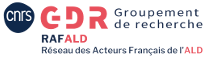 cnrs GDR Groupement
de recherche
RAFALD
Réseau des Acteurs Français de l'ALD